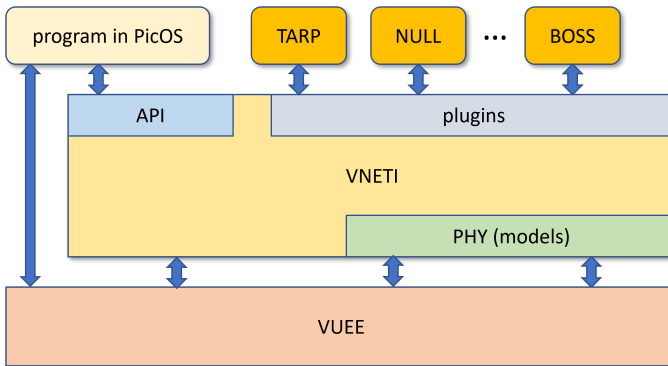 program in PicOS
TARP
NULL
...
BOSS
API
plugins
VNETI
PHY (models)
VUEE